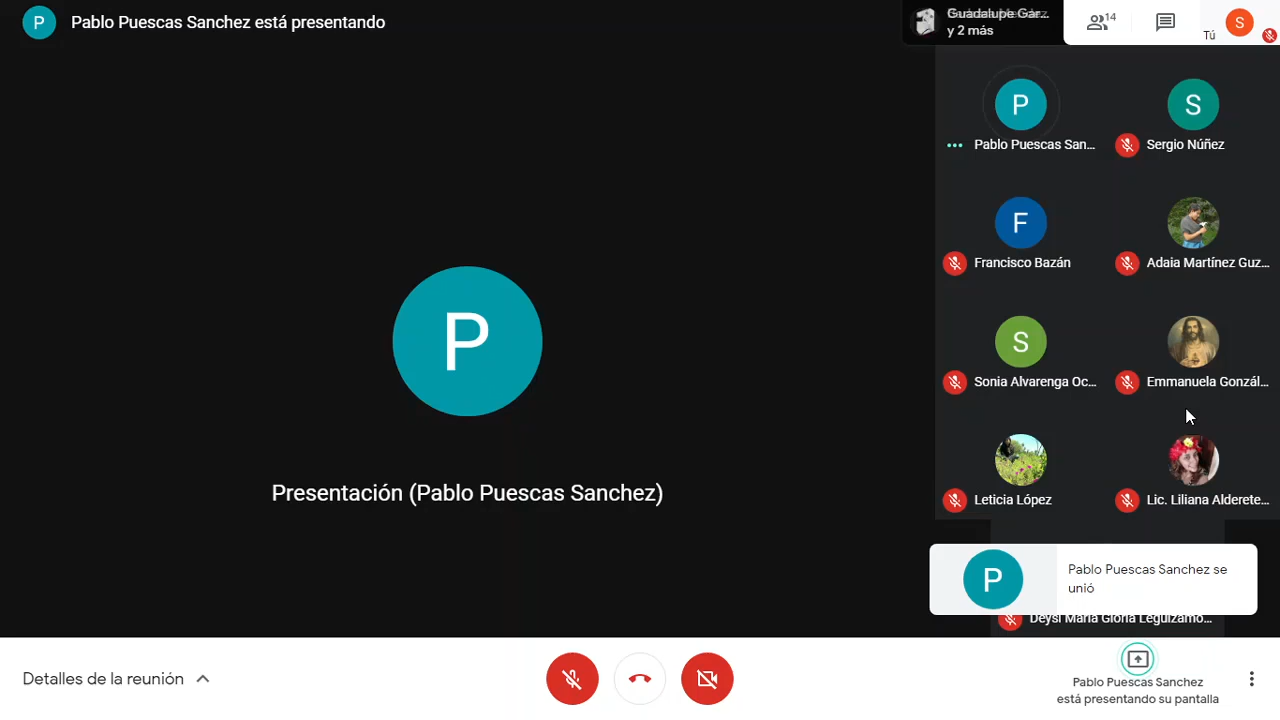 P
Pablo Puescas Sanchez está presentando
Guadalupe Gar...
y 2 más
14
Tú
S
P
Pablo Puescas San...
S
Sergio Núñez
F
Francisco Bazán
Adaia Martínez Guz...
S
Sonia Alvarenga Oc...
Emmanuela Gonzál...
Leticia López
Lic. Liliana Alderete...
P
Presentación (Pablo Puescas Sanchez)
P
Pablo Puescas Sanchez se
unió
Deysi María Gloria Leguizamo...
Detalles de la reunión
Pablo Puescas Sanchez
está presentando su pantalla